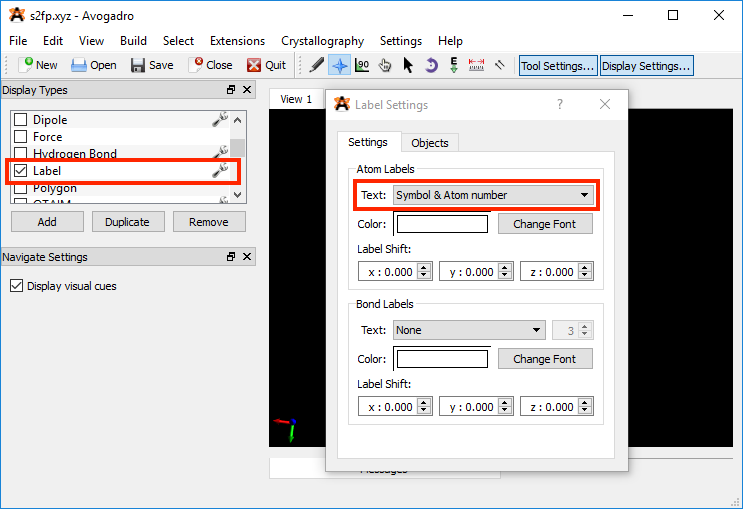 s2fp.xyz - Avogadro
File Edit View Build Select Extensions Crystallography Settings Help
New Open Save Close Quit 90 E Tool Settings... Display Settings...
Display Types
Dipole
Force
Hydrogen Bond
Label
Polygon
QTAIM
Add Duplicate Remove
Navigate Settings
Display visual cues
View 1
Label Settings ?
Settings Objects
Atom Labels
Text: Symbol & Atom number
Color: Change Font
Label Shift:
x : 0.000 y : 0.000 z : 0.000
Bond Labels
Text: None 3
Color: Change Font
Label Shift:
x : 0.000 y : 0.000 z : 0.000
Messages